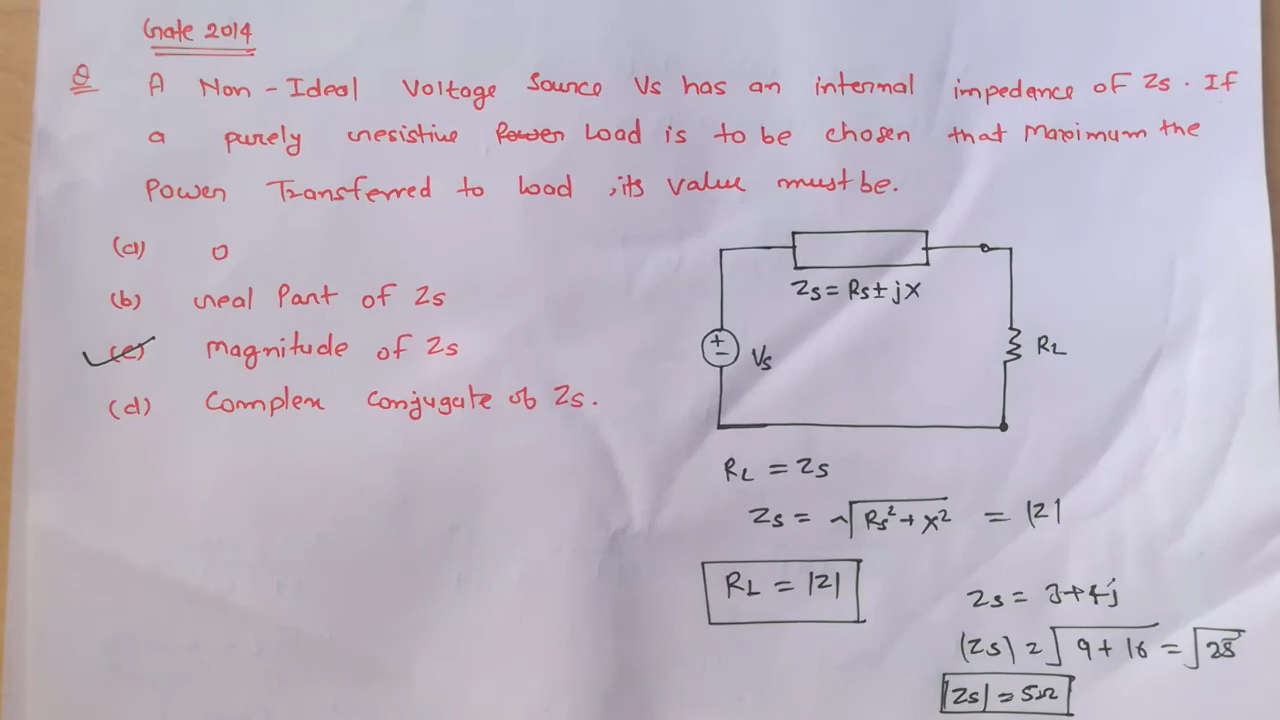 Gate 2014
Q A Non-Ideal Voltage Source Vs has an internal impedance of Zs. If
a purely resistive Power Load is to be chosen that Maximum the
Power Transferred to load, its value must be.
(a) 0
(b) real Part of Zs
(c) magnitude of Zs
(d) Complex Conjugate of Zs.
Zs = Rs ± jX
+
-
Vs
RL
RL = Zs
Zs = √Rs² + X² = |Z|
RL = |Z|
Zs = 3+4j
|Zs| = √9 + 16 = √25
|Zs| = 5Ω